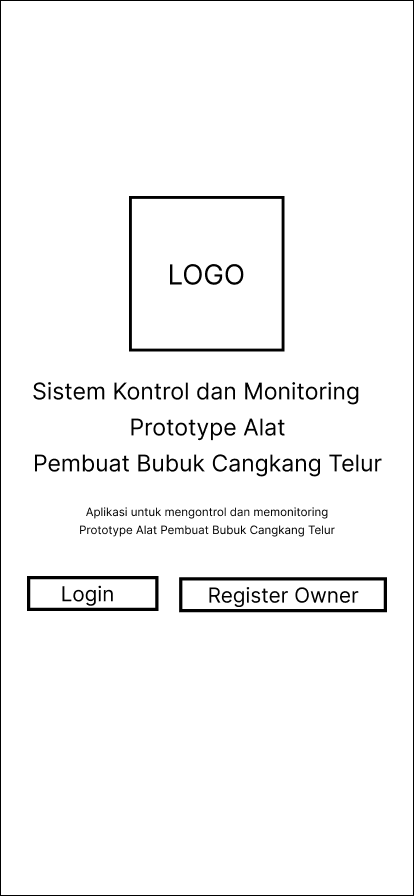 LOGO
Sistem Kontrol dan Monitoring
Prototype Alat
Pembuat Bubuk Cangkang Telur
Aplikasi untuk mengontrol dan memonitoring
Prototype Alat Pembuat Bubuk Cangkang Telur
Login
Register Owner